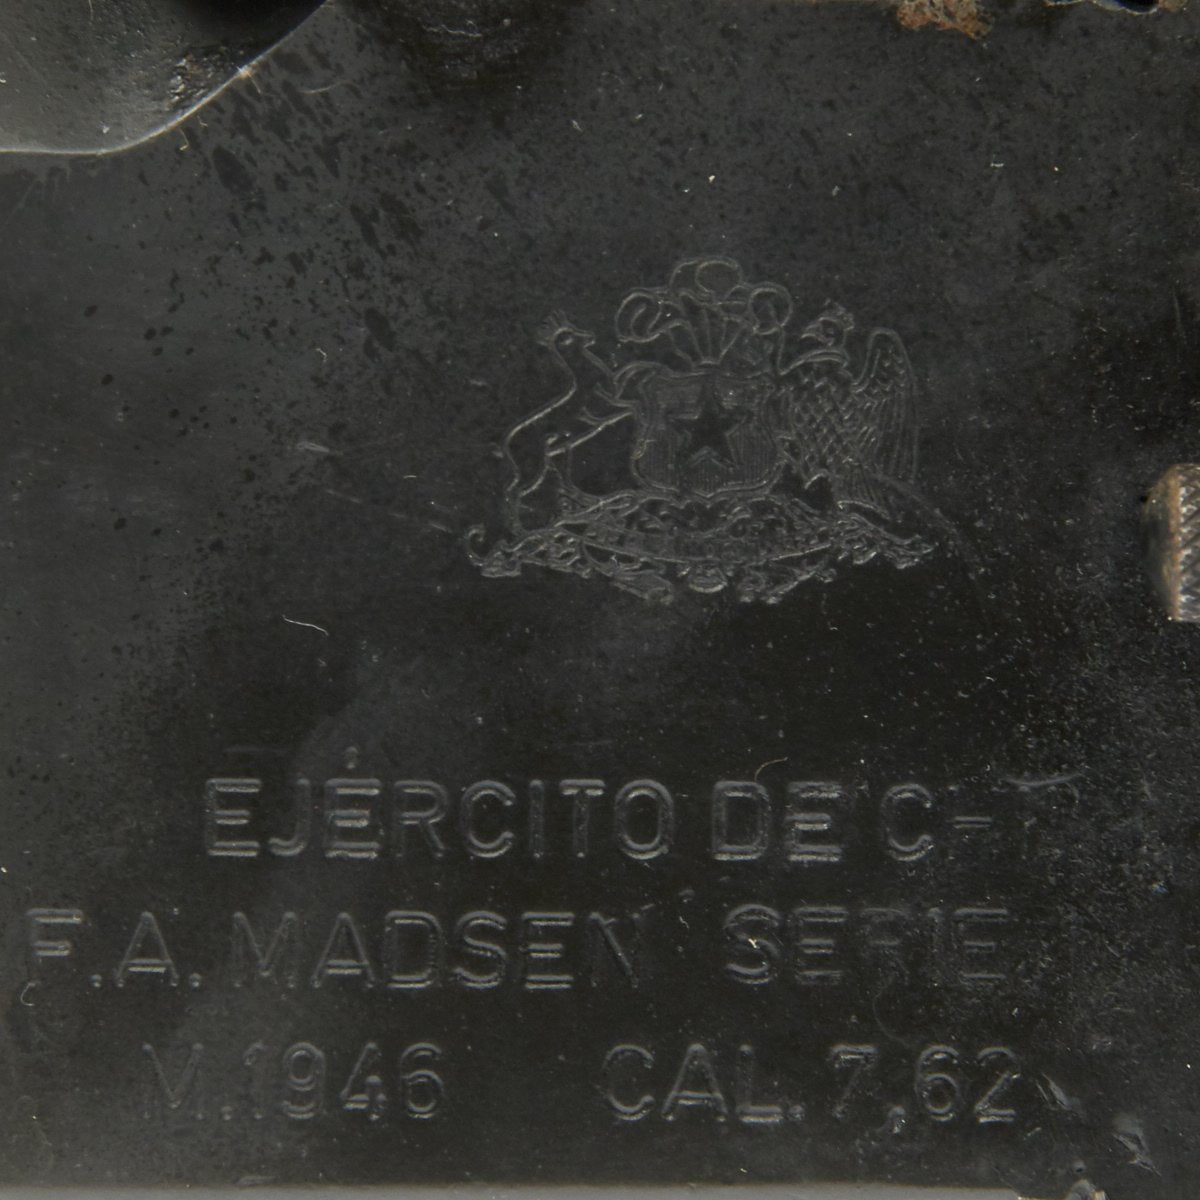 EJÉRCITO DE
F.A. MADSEN SERIE
M.1946 CAL. 7,62